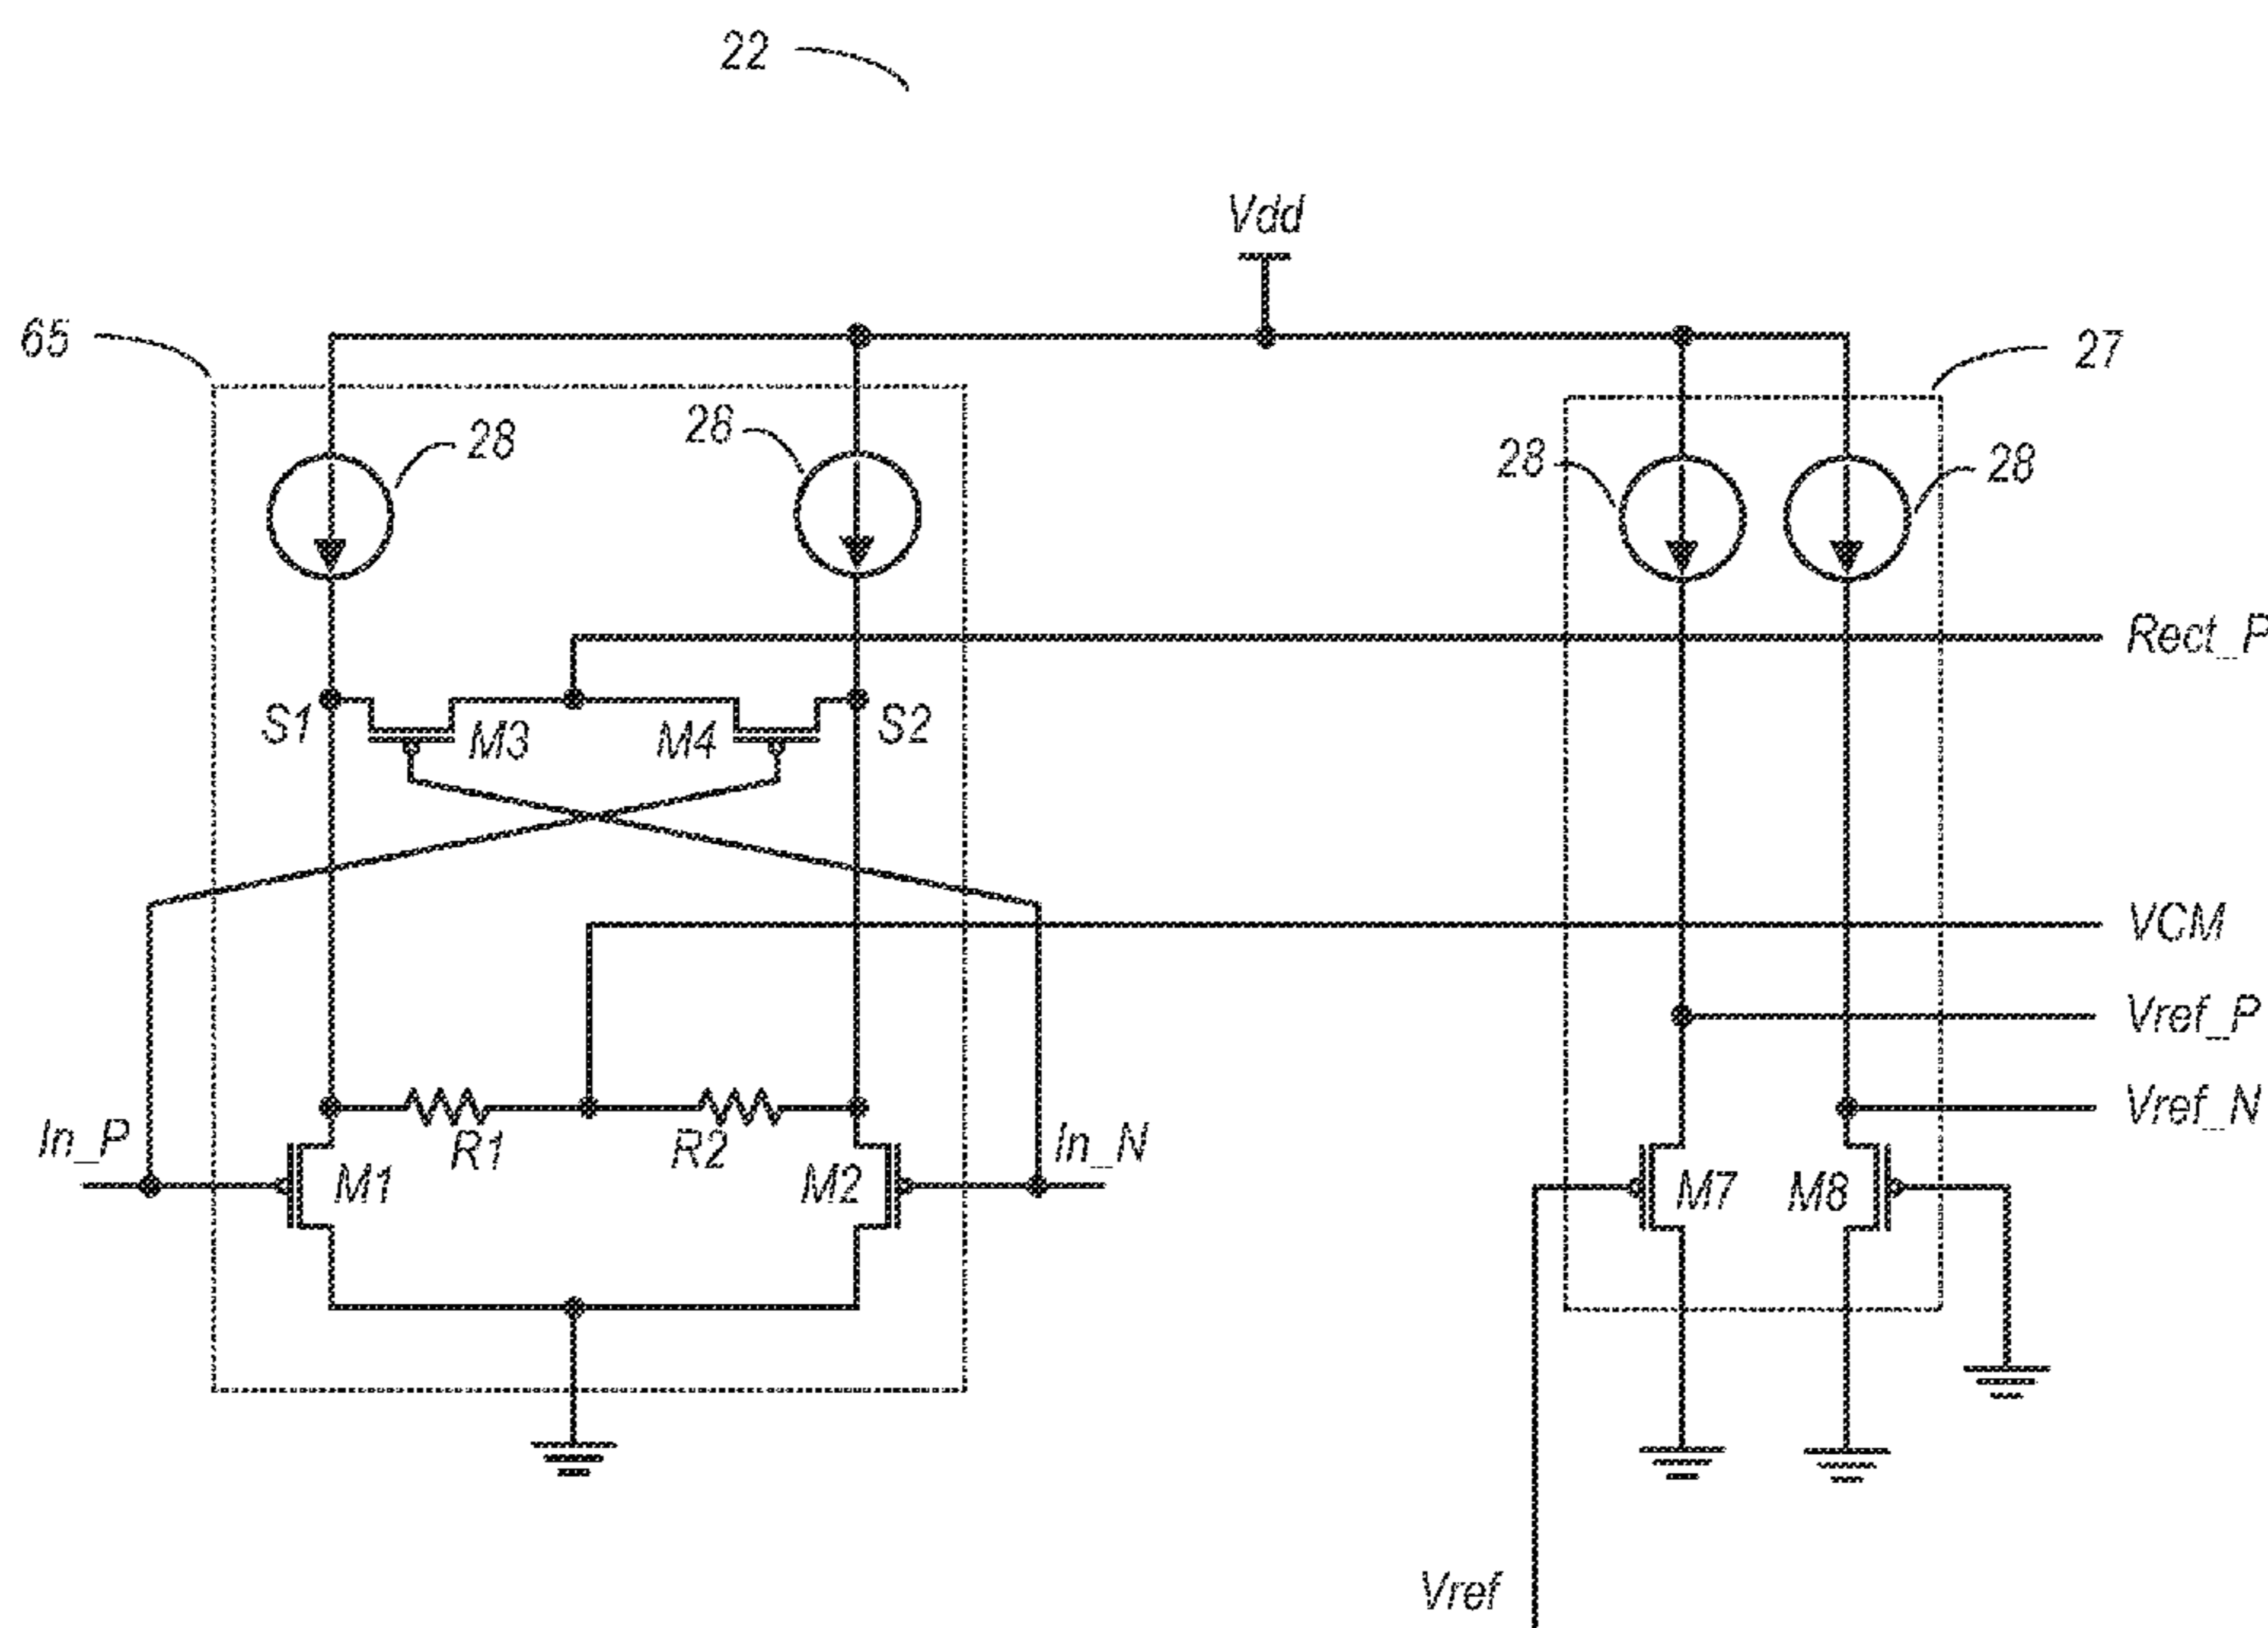 22
Vdd
65
27
28
28
28
28
Rect_P
S1
M3
M4
S2
VCM
Vref_P
Vref_N
In_P
R1
R2
In_N
M1
M2
M7
M8
Vref